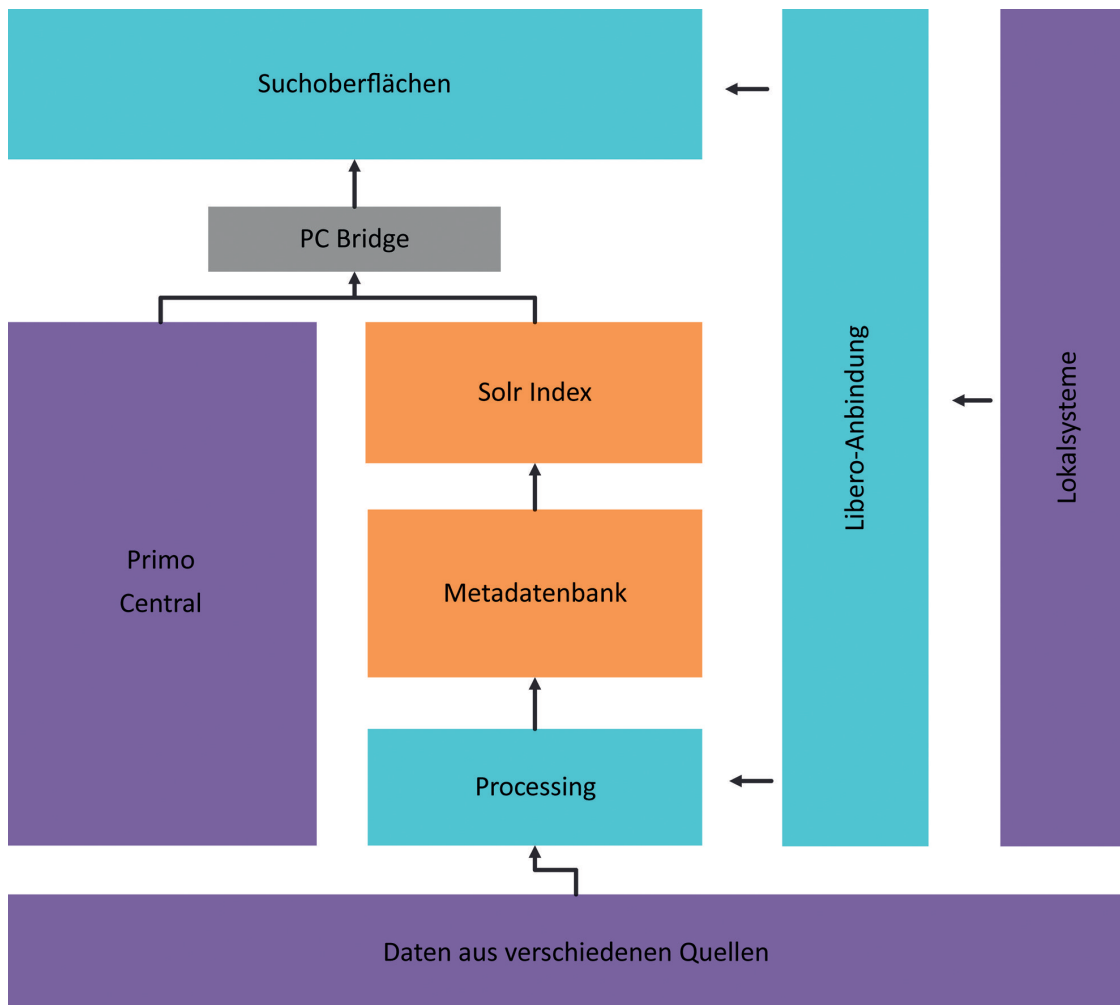 Suchoberflächen
PC Bridge
Solr Index
Libero-Anbindung
Lokalsysteme
Primo
Central
Metadatenbank
Processing
Daten aus verschiedenen Quellen